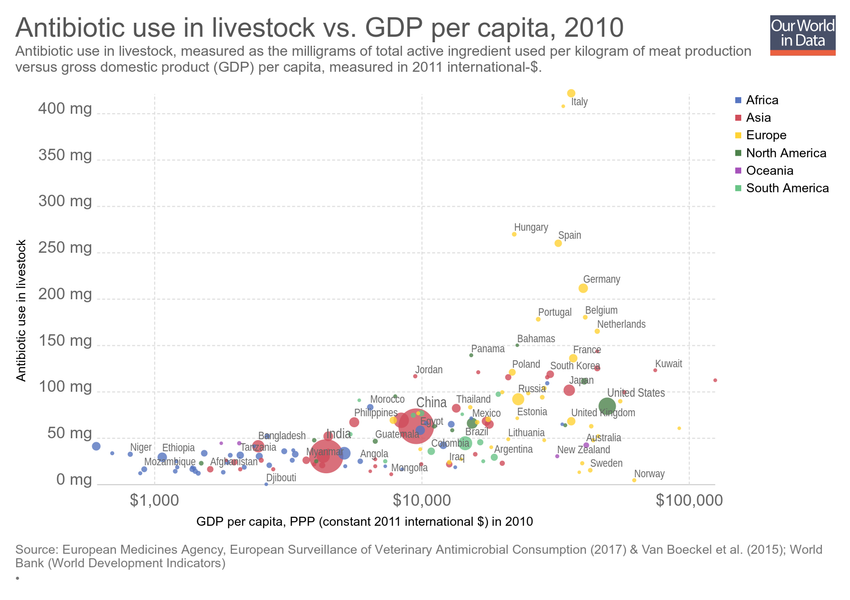 Antibiotic use in livestock vs. GDP per capita, 2010
Our World
in Data
Antibiotic use in livestock, measured as the milligrams of total active ingredient used per kilogram of meat production
versus gross domestic product (GDP) per capita, measured in 2011 international-$.
400 mg
350 mg
300 mg
250 mg
200 mg
150 mg
100 mg
50 mg
0 mg
Antibiotic use in livestock
Italy
Hungary
Spain
Germany
Portugal
Belgium
Netherlands
Bahamas
Panama
France
Jordan
Poland
South Korea
Kuwait
Japan
Russia
United States
Morocco
China
Thailand
Philippines
Egypt
Mexico
Estonia
United Kingdom
Bangladesh
India
Guatemala
Brazil
Lithuania
Australia
Niger
Ethiopia
Tanzania
Myanmar
Angola
Colombia
Argentina
New Zealand
Mozambique
Afghanistan
Iraq
Mongolia
Sweden
Djibouti
Norway
$1,000
$10,000
$100,000
GDP per capita, PPP (constant 2011 international $) in 2010
Africa
Asia
Europe
North America
Oceania
South America
Source: European Medicines Agency, European Surveillance of Veterinary Antimicrobial Consumption (2017) & Van Boeckel et al. (2015); World
Bank (World Development Indicators)
•